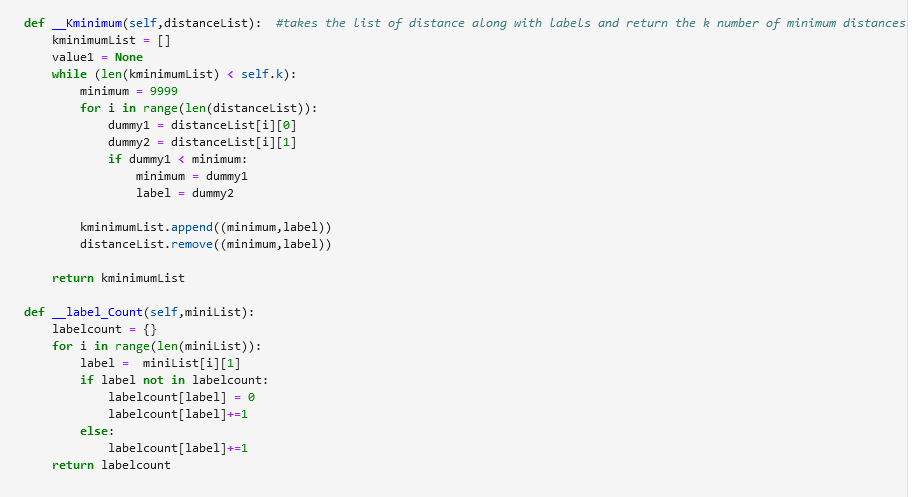 def __Kminimum(self,distanceList):  #takes the list of distance along with labels and return the k number of minimum distances
    kminimumList = []
    value1 = None
    while (len(kminimumList) < self.k):
        minimum = 9999
        for i in range(len(distanceList)):
            dummy1 = distanceList[i][0]
            dummy2 = distanceList[i][1]
            if dummy1 < minimum:
                minimum = dummy1
                label = dummy2

        kminimumList.append((minimum,label))
        distanceList.remove((minimum,label))

    return kminimumList

def __label_Count(self,miniList):
    labelcount = {}
    for i in range(len(miniList)):
        label =  miniList[i][1]
        if label not in labelcount:
            labelcount[label] = 0
            labelcount[label]+=1
        else:
            labelcount[label]+=1
    return labelcount